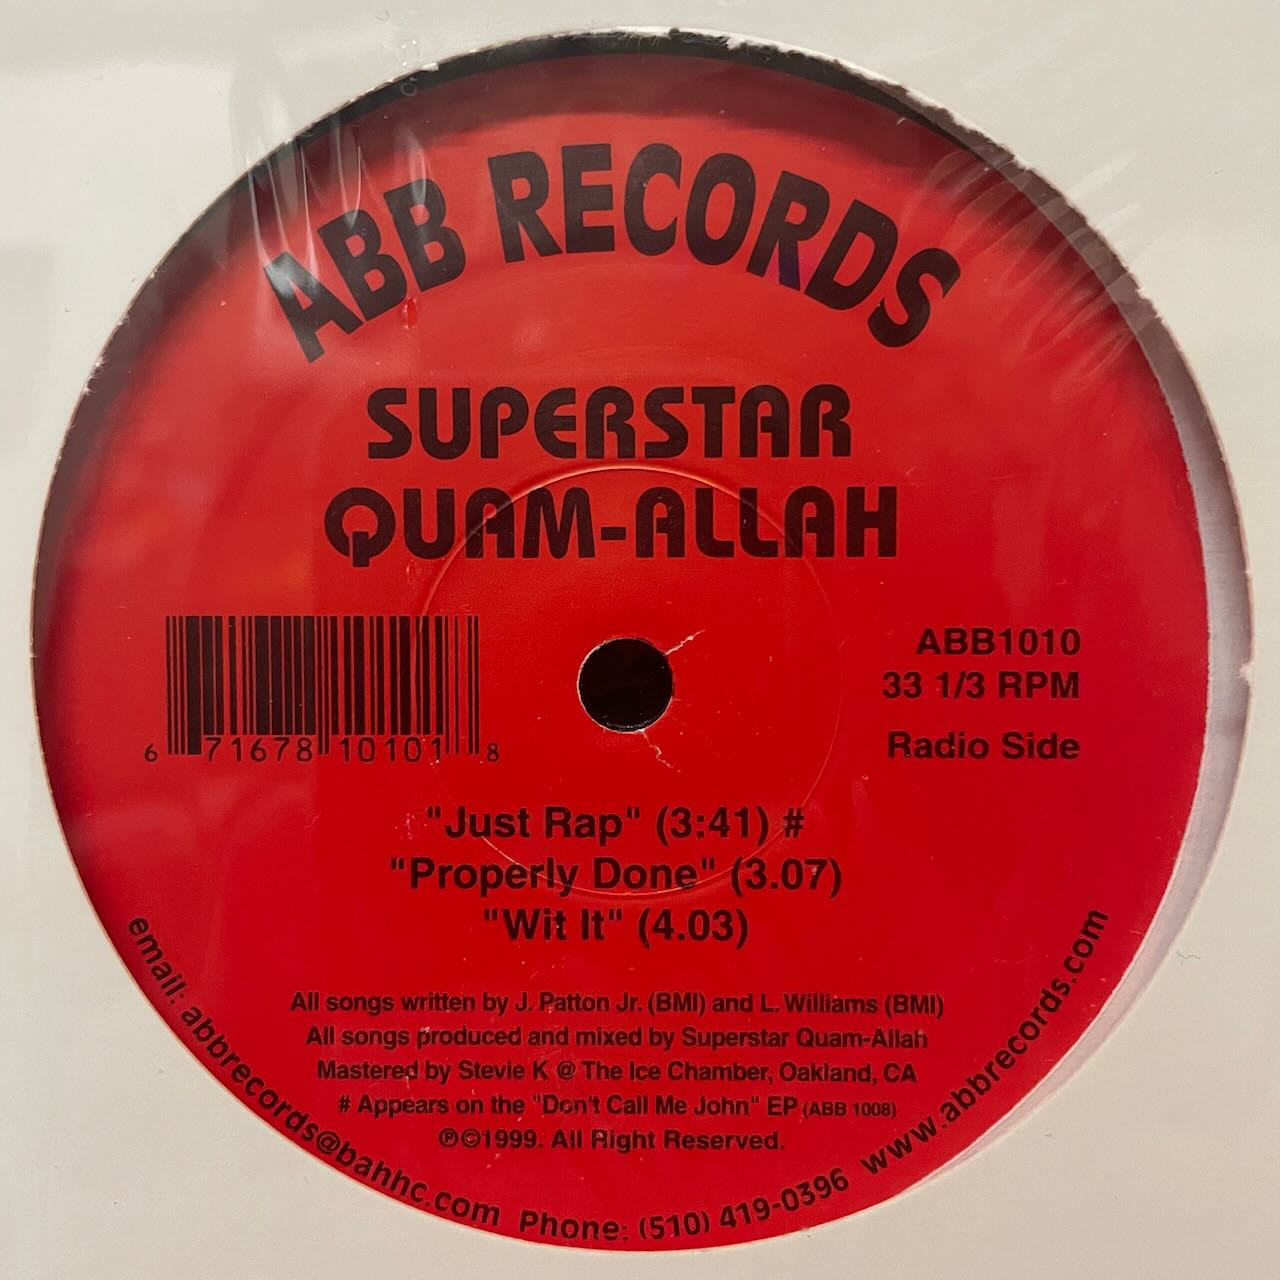 ABB RECORDS
SUPERSTAR
QUAM-ALLAH
6 71678 10101 8
ABB1010
33 1/3 RPM
Radio Side
"Just Rap" (3:41) #
"Properly Done" (3.07)
"Wit It" (4.03)
All songs written by J. Patton Jr. (BMI) and L. Williams (BMI)
All songs produced and mixed by Superstar Quam-Allah
Mastered by Stevie K @ The Ice Chamber, Oakland, CA
# Appears on the "Don't Call Me John" EP (ABB 1008)
℗©1999. All Right Reserved.
email: abbrecords@bahhc.com Phone: (510) 419-0396 www.abbrecords.com